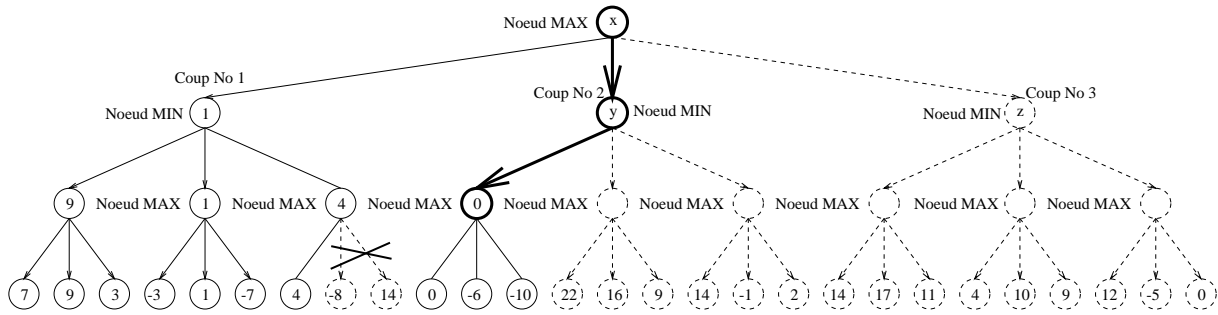 Noeud MAX x
Coup No 1
Coup No 2
Coup No 3
Noeud MIN 1 y Noeud MIN Noeud MIN z
9 Noeud MAX 1 Noeud MAX 4 Noeud MAX 0 Noeud MAX Noeud MAX Noeud MAX Noeud MAX Noeud MAX
7 9 3 -3 1 -7 4 -8 14 0 -6 -10 22 16 9 14 -1 2 14 17 11 4 10 9 12 -5 0